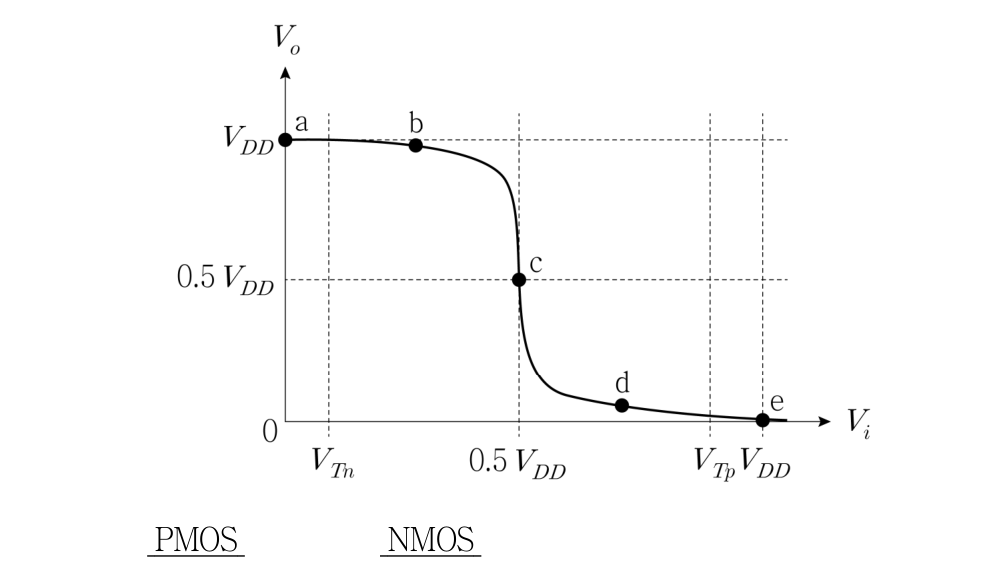 V_o
V_DD
a
b
0.5 V_DD
c
d
e
0
V_i
V_Tn
0.5 V_DD
V_Tp V_DD
PMOS NMOS